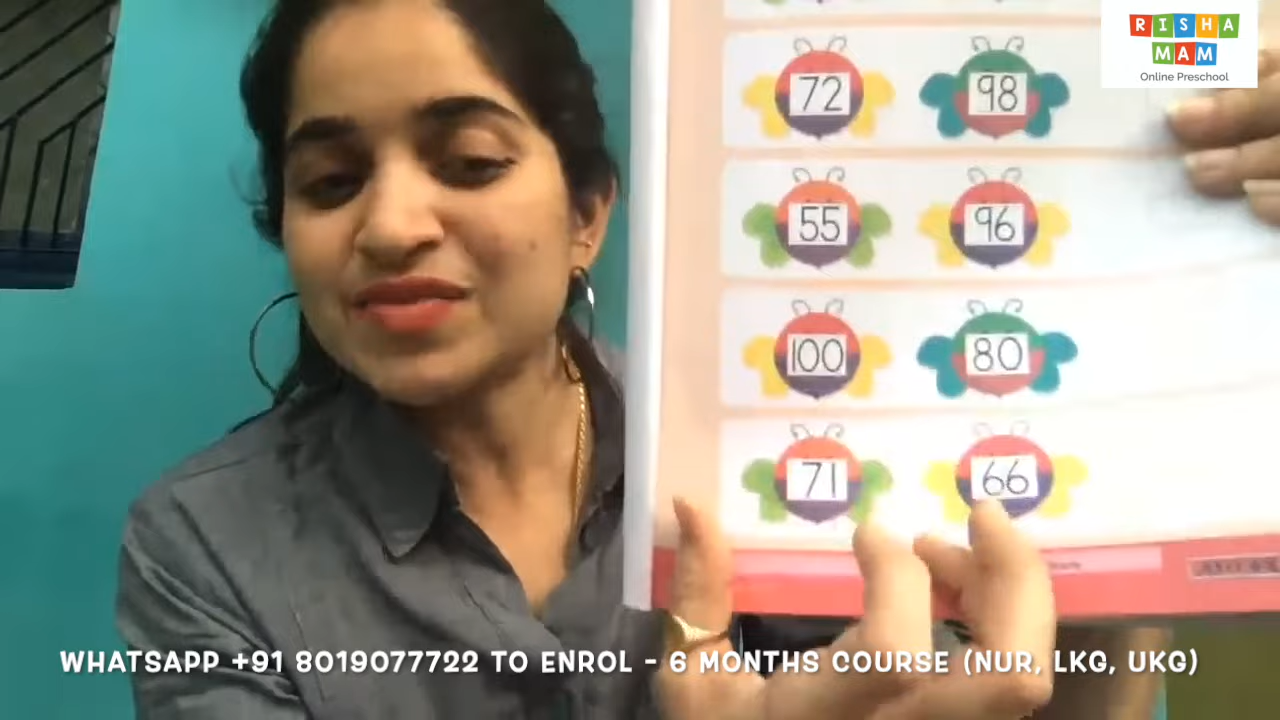 RISHA
MAM
Online Preschool
72 98
55 96
100 80
71 66
WHATSAPP +91 8019077722 TO ENROL - 6 MONTHS COURSE (NUR, LKG, UKG)